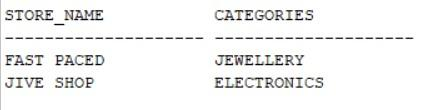 STORE_NAME CATEGORIES
-------------------- --------------------
FAST PACED JEWELLERY
JIVE SHOP ELECTRONICS